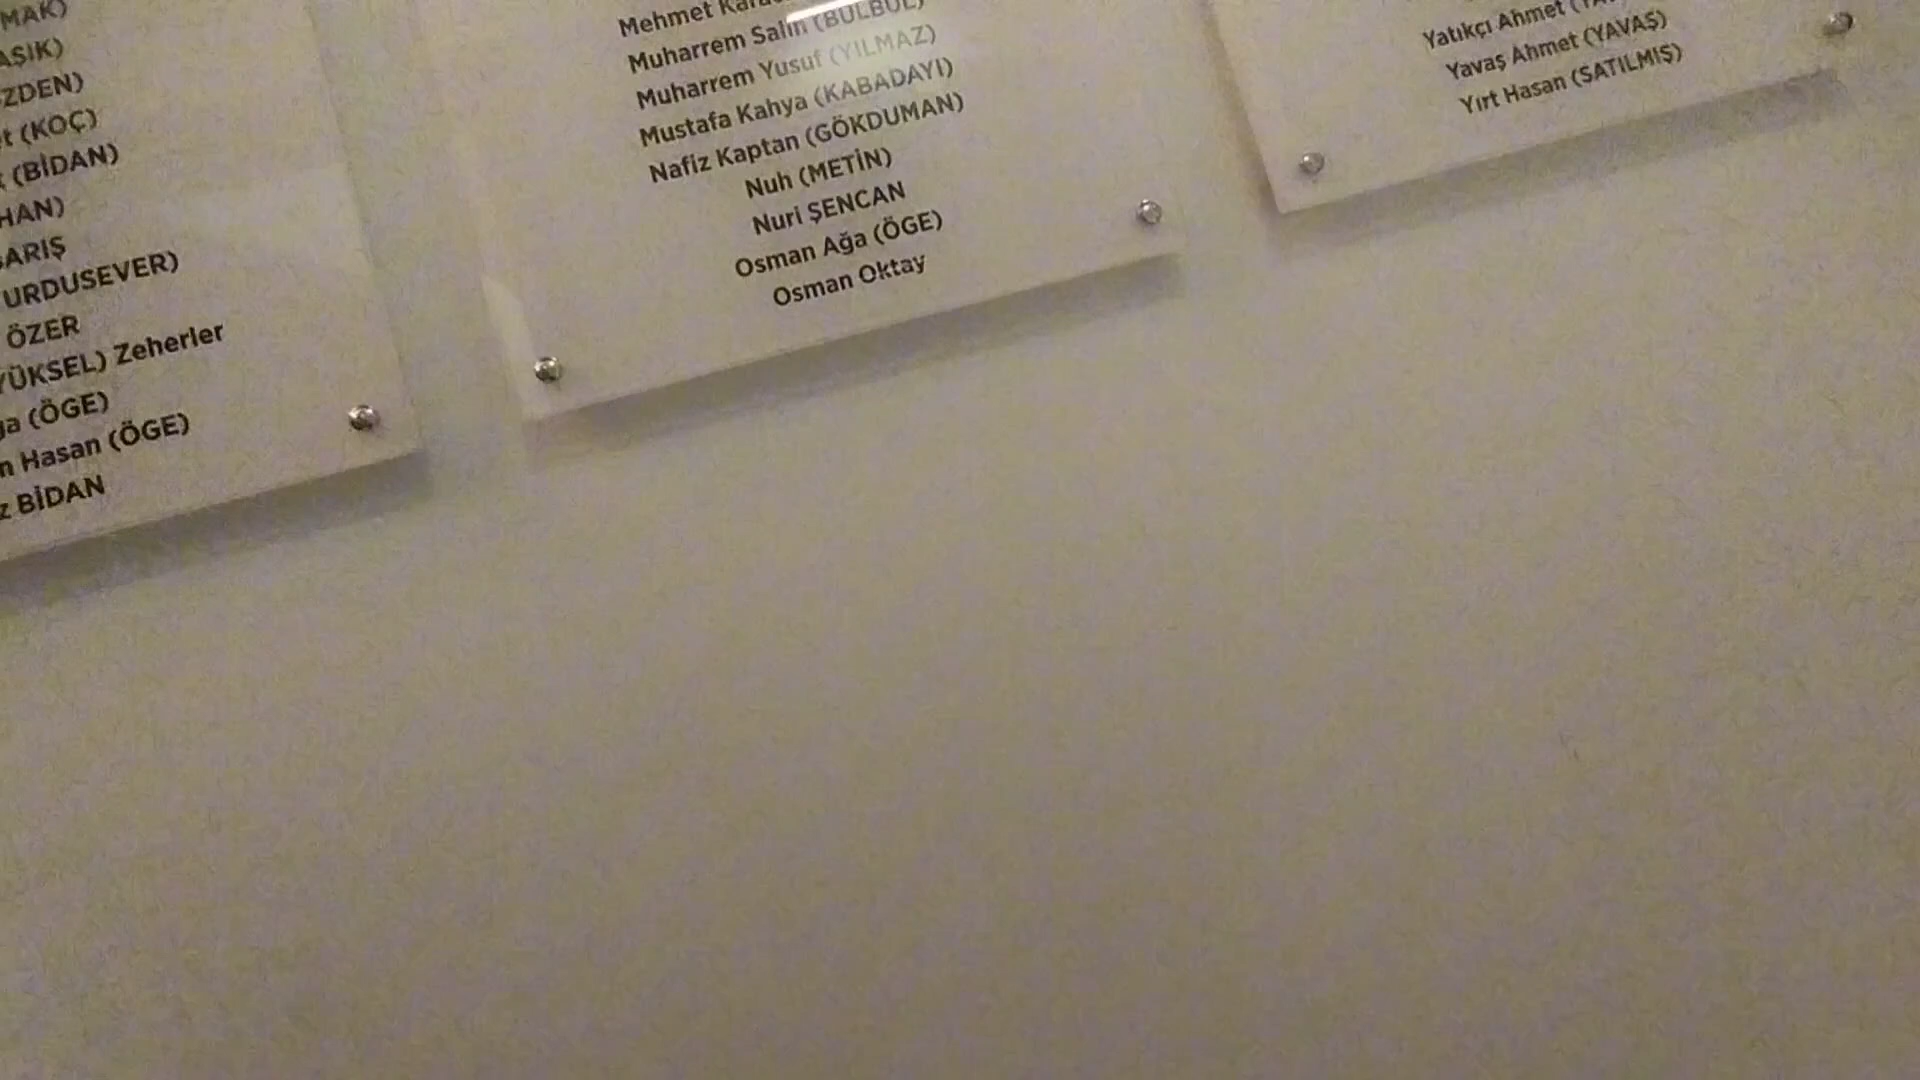 MAK)
AŞIK)
ZDEN)
t (KOÇ)
(BİDAN)
HAN)
ARIŞ
URDUSEVER)
ÖZER
YÜKSEL) Zeherler
ğa (ÖGE)
n Hasan (ÖGE)
z BİDAN
Mehmet
Muharrem Salih (BÜLBÜL)
Muharrem Yusuf (YILMAZ)
Mustafa Kahya (KABADAYI)
Nafiz Kaptan (GÖKDUMAN)
Nuh (METİN)
Nuri ŞENCAN
Osman Ağa (ÖGE)
Osman Oktay
Yatıkçı Ahmet
Yavaş Ahmet (YAVAŞ)
Yırt Hasan (SATILMIŞ)